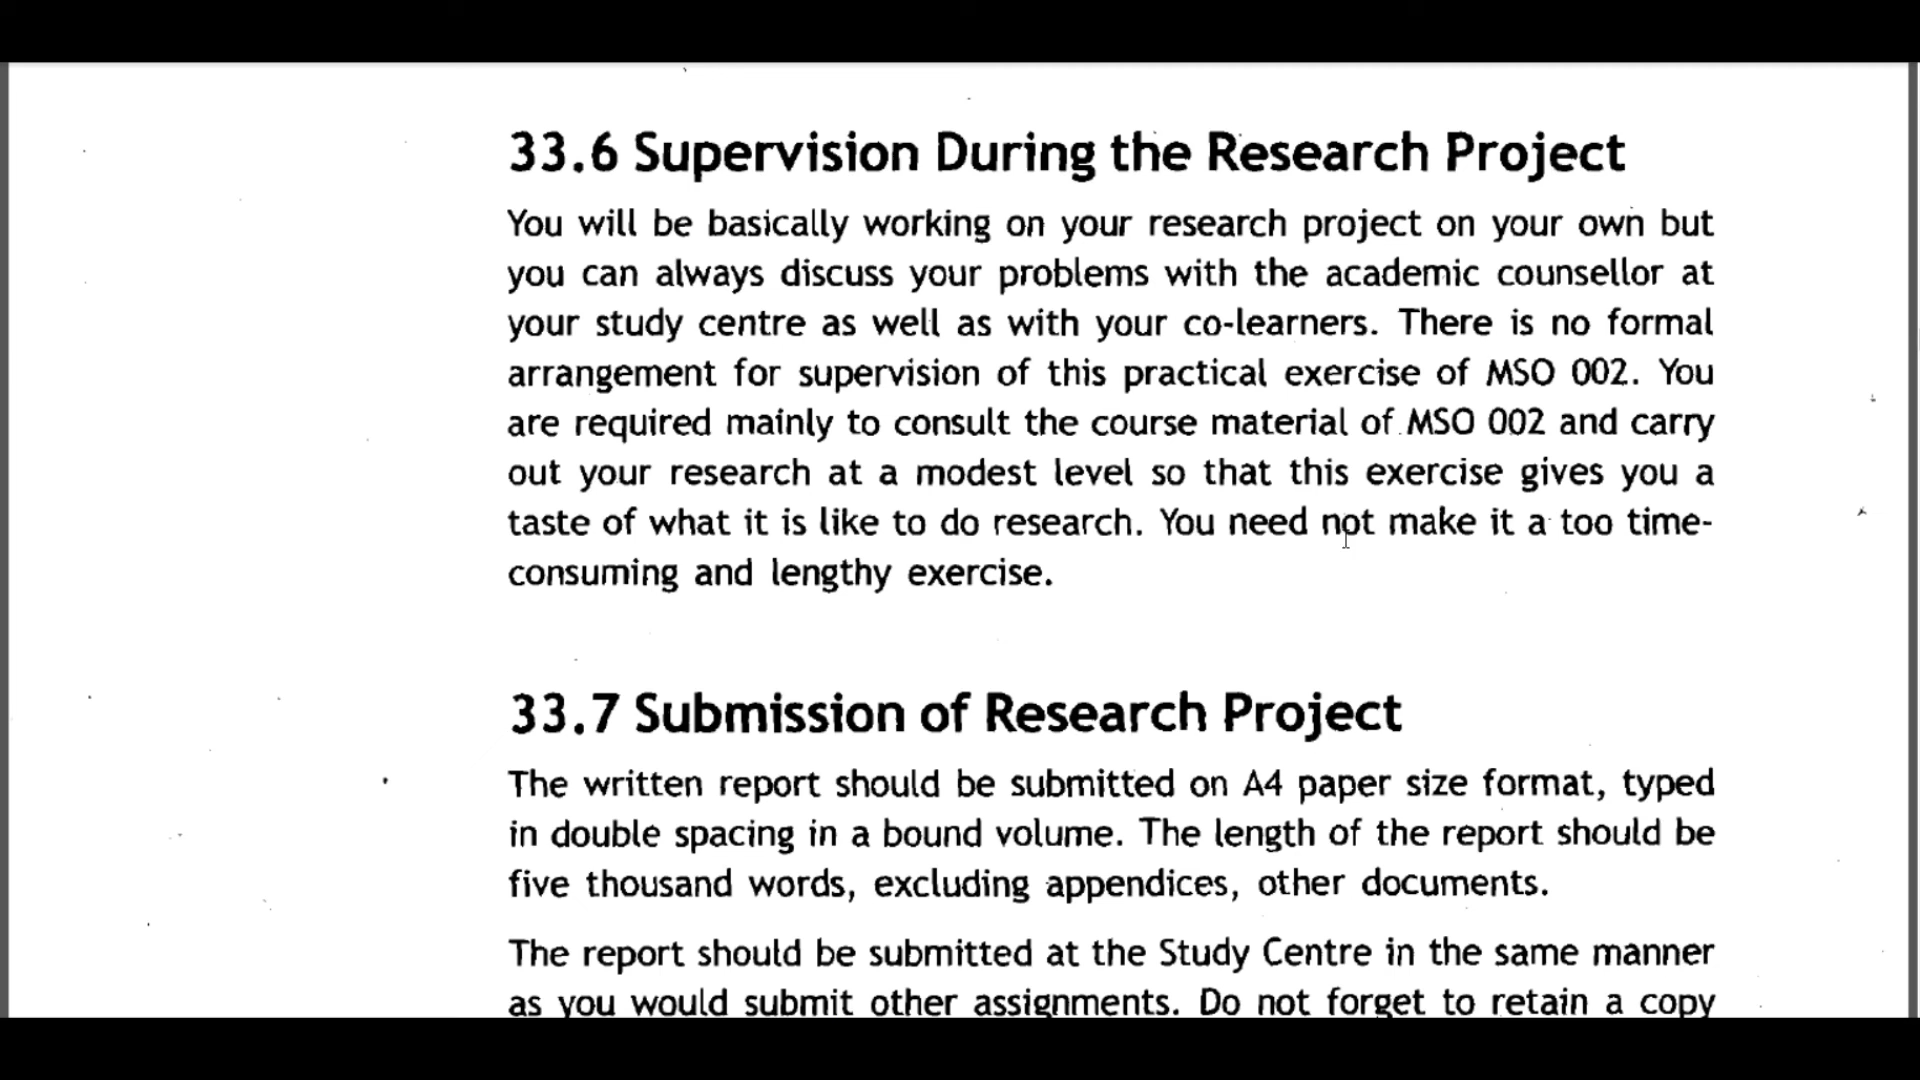 33.6 Supervision During the Research Project
You will be basically working on your research project on your own but
you can always discuss your problems with the academic counsellor at
your study centre as well as with your co-learners. There is no formal
arrangement for supervision of this practical exercise of MSO 002. You
are required mainly to consult the course material of MSO 002 and carry
out your research at a modest level so that this exercise gives you a
taste of what it is like to do research. You need not make it a too time-
consuming and lengthy exercise.
33.7 Submission of Research Project
The written report should be submitted on A4 paper size format, typed
in double spacing in a bound volume. The length of the report should be
five thousand words, excluding appendices, other documents.
The report should be submitted at the Study Centre in the same manner
as you would submit other assignments. Do not forget to retain a copy